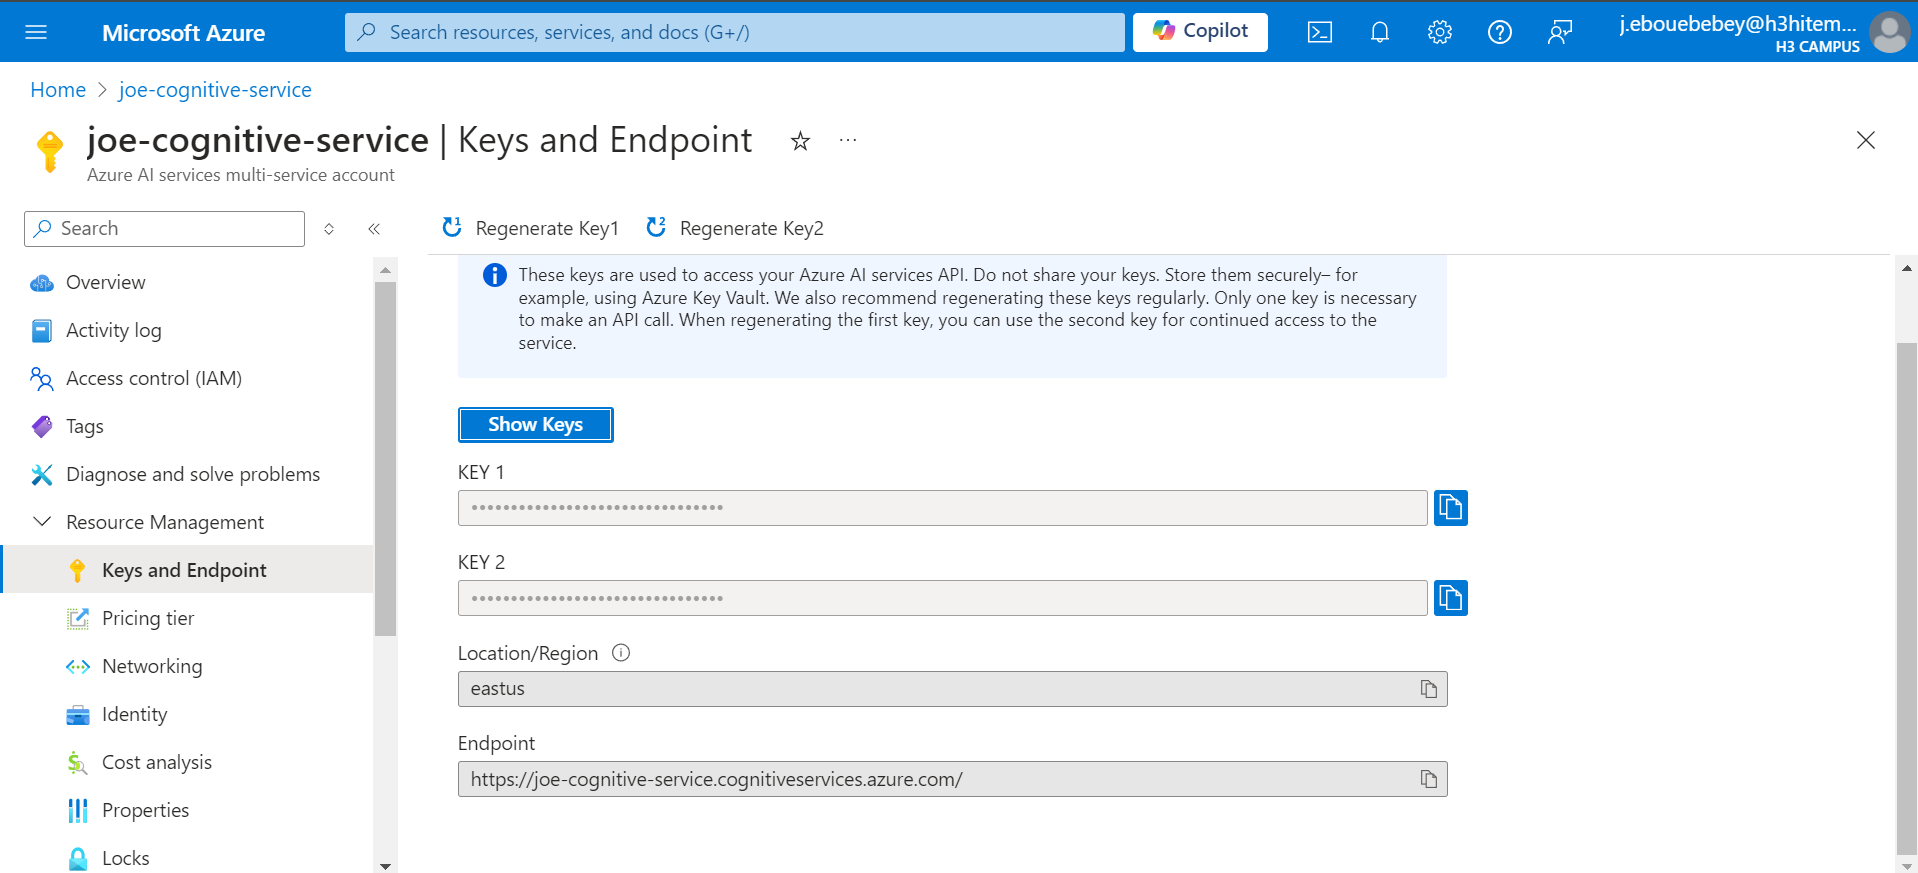 Microsoft Azure
Search resources, services, and docs (G+/)
Copilot
j.ebouebebey@h3hitem...
H3 CAMPUS
Home > joe-cognitive-service
joe-cognitive-service | Keys and Endpoint
Azure AI services multi-service account
Search
Regenerate Key1
Regenerate Key2
Overview
Activity log
Access control (IAM)
Tags
Diagnose and solve problems
Resource Management
Keys and Endpoint
Pricing tier
Networking
Identity
Cost analysis
Properties
Locks
These keys are used to access your Azure AI services API. Do not share your keys. Store them securely– for
example, using Azure Key Vault. We also recommend regenerating these keys regularly. Only one key is necessary
to make an API call. When regenerating the first key, you can use the second key for continued access to the
service.
Show Keys
KEY 1
KEY 2
Location/Region
eastus
Endpoint
https://joe-cognitive-service.cognitiveservices.azure.com/